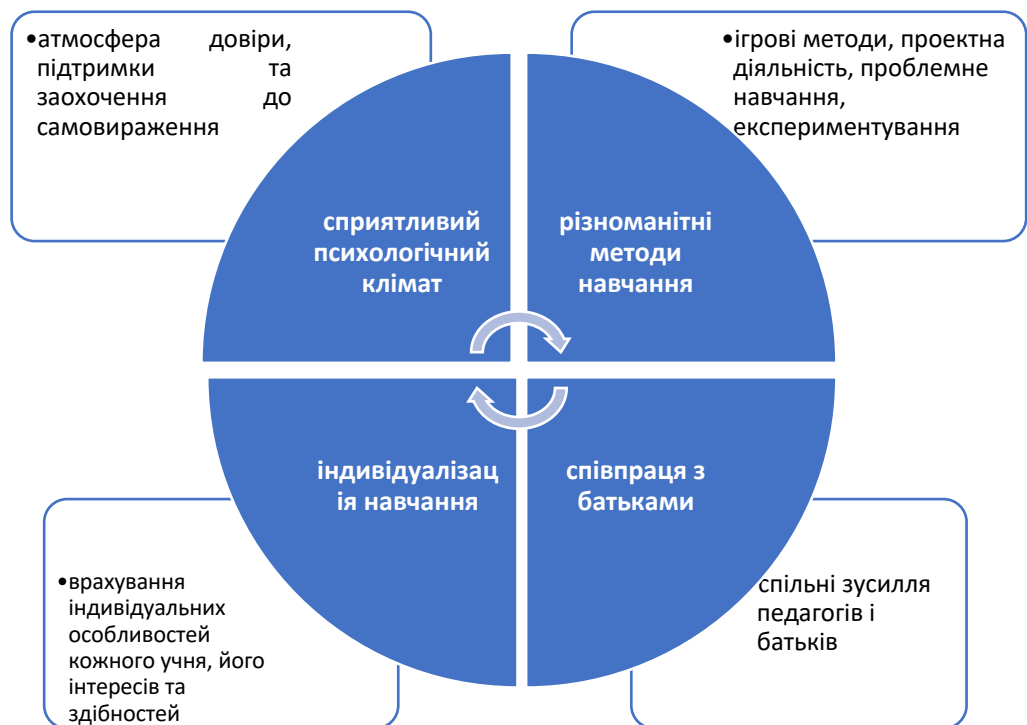 •атмосфера довіри,
підтримки та
заохочення до
самовираження
•ігрові методи, проектна
діяльність, проблемне
навчання,
експериментування
сприятливий
психологічний
клімат
різноманітні
методи
навчання
індивідуалізац
ія навчання
співпраця з
батьками
•врахування
індивідуальних
особливостей
кожного учня, його
інтересів та
здібностей
спільні зусилля
педагогів і
батьків